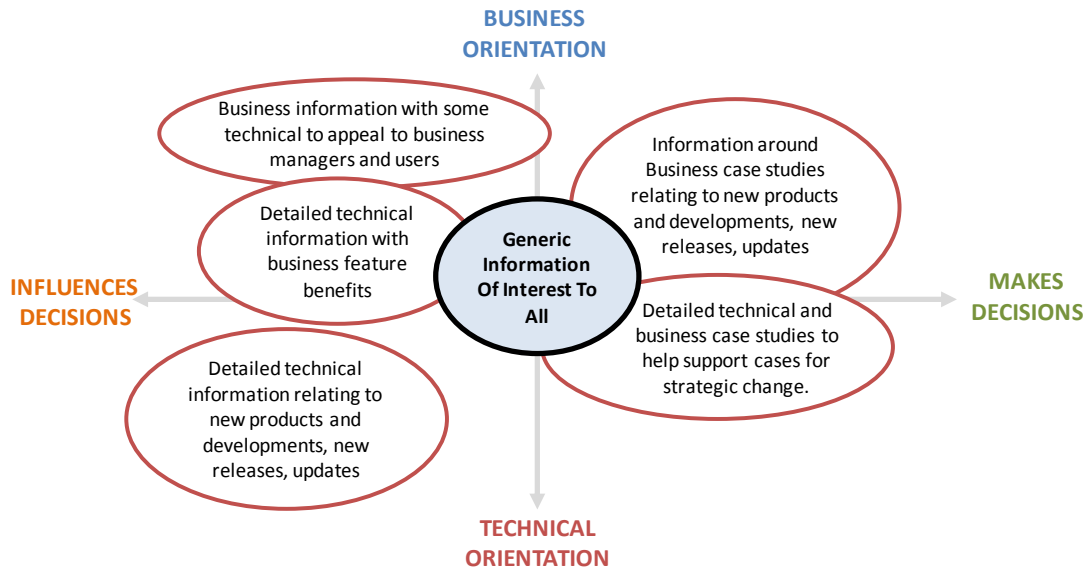 BUSINESS
ORIENTATION
Business information with some
technical to appeal to business
managers and users
Information around
Business case studies
relating to new products
and developments, new
releases, updates
Detailed technical
information with
business feature
benefits
Generic
Information
Of Interest To
All
INFLUENCES
DECISIONS
MAKES
DECISIONS
Detailed technical and
business case studies to
help support cases for
strategic change.
Detailed technical
information relating to
new products and
developments, new
releases, updates
TECHNICAL
ORIENTATION